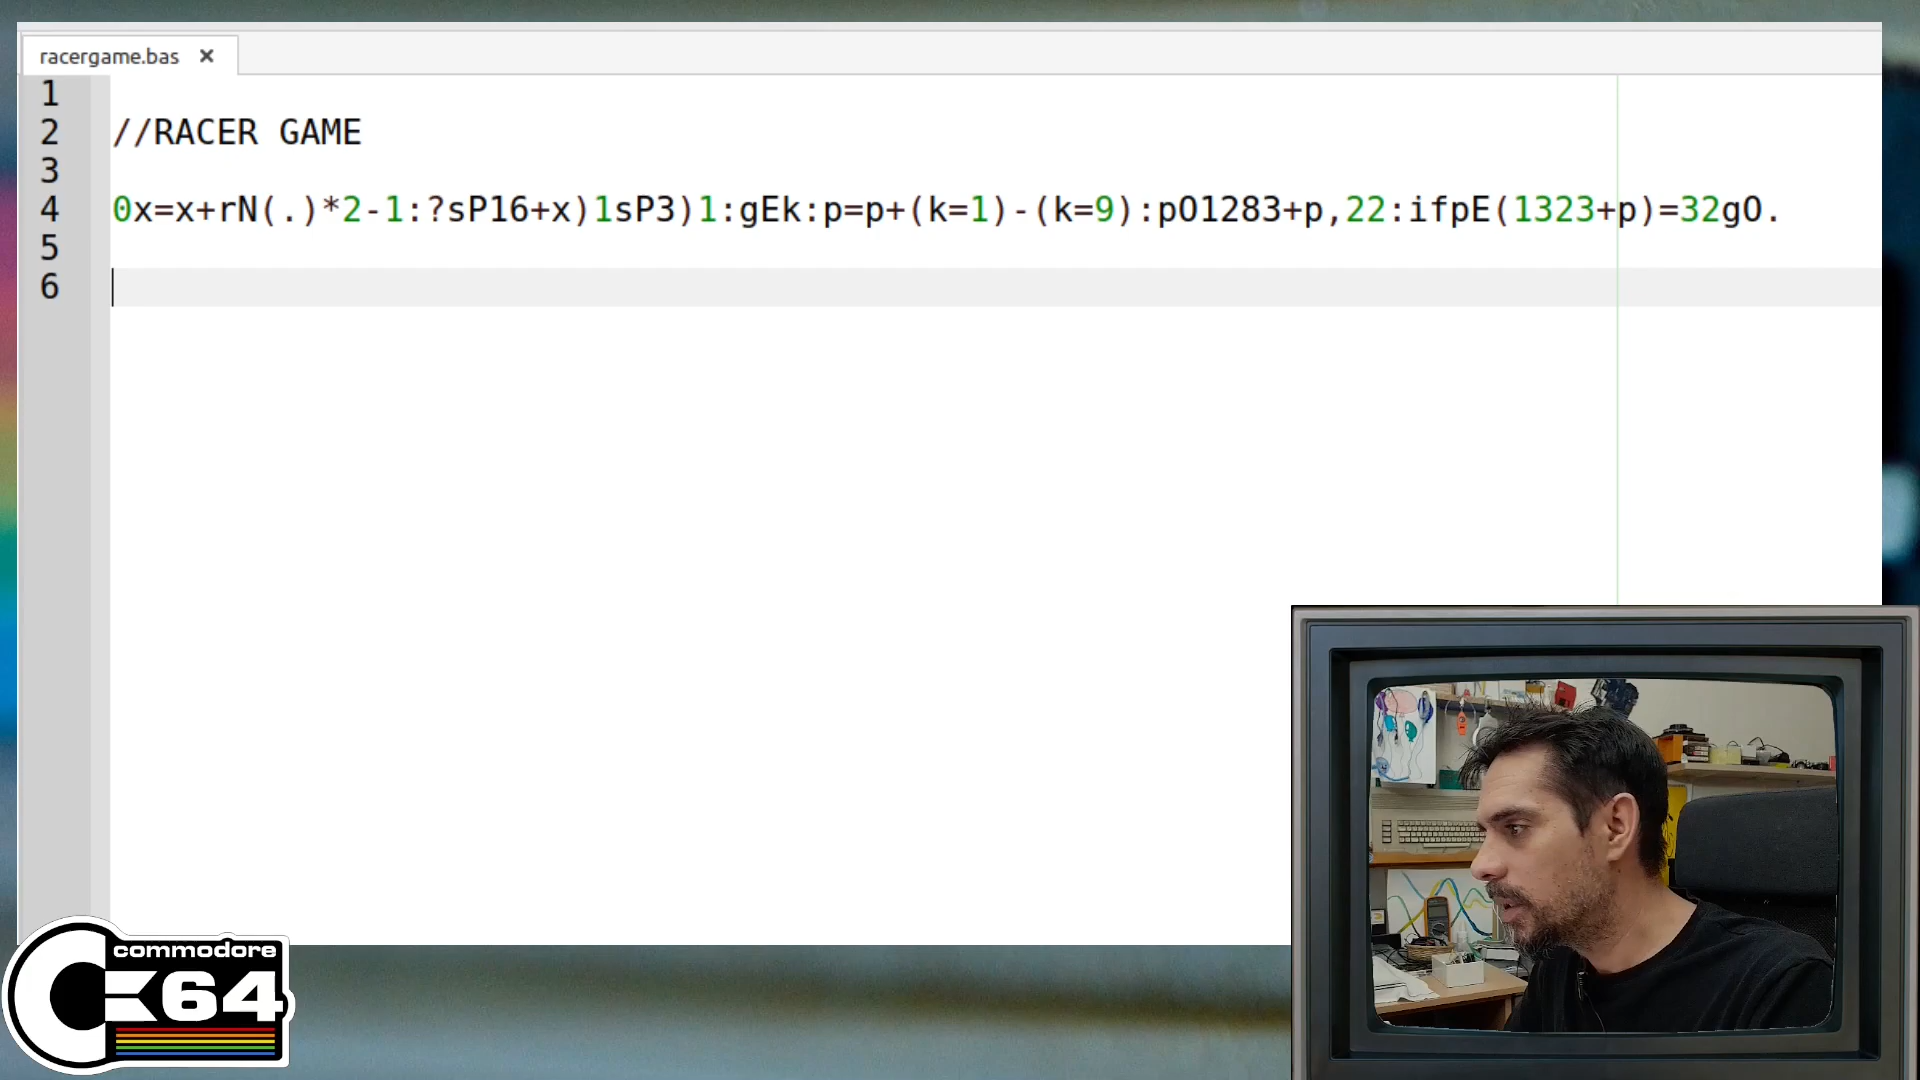 racergame.bas
1
2 //RACER GAME
3
4 0x=x+rN(.)*2-1:?sP16+x)1sP3)1:gEk:p=p+(k=1)-(k=9):pO1283+p,22:ifpE(1323+p)=32gO.
5
6
commodore
64